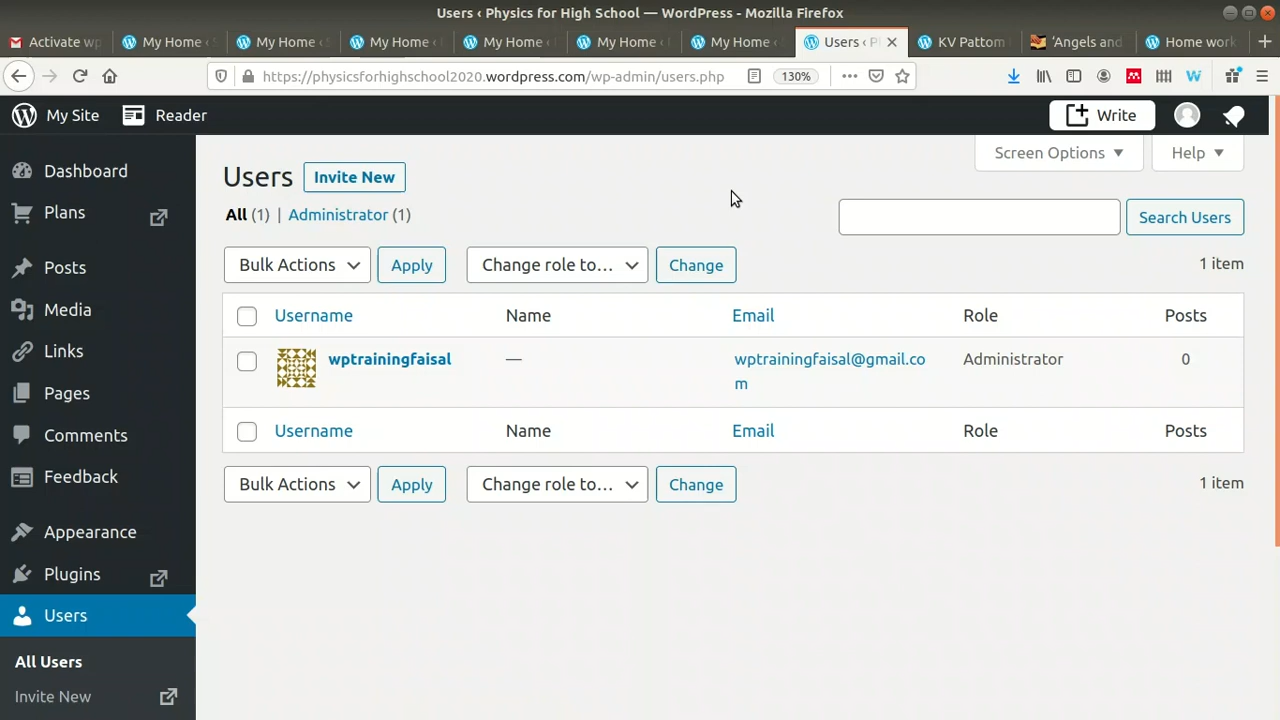 Users ‹ Physics for High School — WordPress - Mozilla Firefox
Activate wp
My Home ‹
My Home ‹
My Home ‹
My Home ‹
My Home ‹
My Home ‹
Users ‹ P
KV Pattom
'Angels and
Home work
https://physicsforhighschool2020.wordpress.com/wp-admin/users.php
130%
My Site
Reader
Write
Screen Options
Help
Dashboard
Plans
Posts
Media
Links
Pages
Comments
Feedback
Appearance
Plugins
Users
All Users
Invite New
Users
Invite New
All (1) | Administrator (1)
Search Users
Bulk Actions
Apply
Change role to…
Change
1 item
Username Name Email Role Posts
wptrainingfaisal — wptrainingfaisal@gmail.co Administrator 0
m
Username Name Email Role Posts
Bulk Actions
Apply
Change role to…
Change
1 item